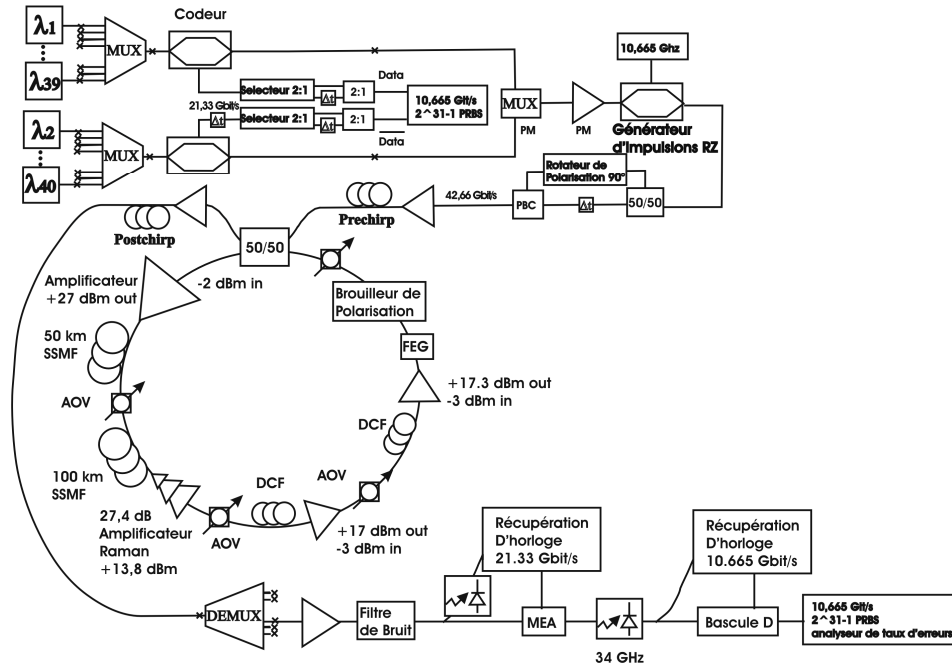 Codeur
λ1
λ39
MUX
Selecteur 2:1
Δt
2:1
Data
10,665 Git/s
2^31-1 PRBS
21,33 Gbit/s
Δt
Selecteur 2:1
Δt
2:1
Data
λ2
λ40
MUX
MUX
PM
PM
10,665 Ghz
Générateur
d'impulsions RZ
Rotateur de
Polarisation 90°
50/50
Δt
PBC
42,66 Gbit/s
Prechirp
Postchirp
50/50
-2 dBm in
Amplificateur
+27 dBm out
Brouilleur de
Polarisation
FEG
+17.3 dBm out
-3 dBm in
DCF
AOV
50 km
SSMF
AOV
100 km
SSMF
27,4 dB
Amplificateur
Raman
+13,8 dBm
AOV
DCF
+17 dBm out
-3 dBm in
DEMUX
Filtre
de Bruit
Récupération
D'horloge
21.33 Gbit/s
MEA
34 GHz
Récupération
D'horloge
10.665 Gbit/s
Bascule D
10,665 Git/s
2^31-1 PRBS
analyseur de taux d'erreurs